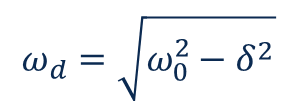 ω_d = √(ω_0^2 − δ^2)